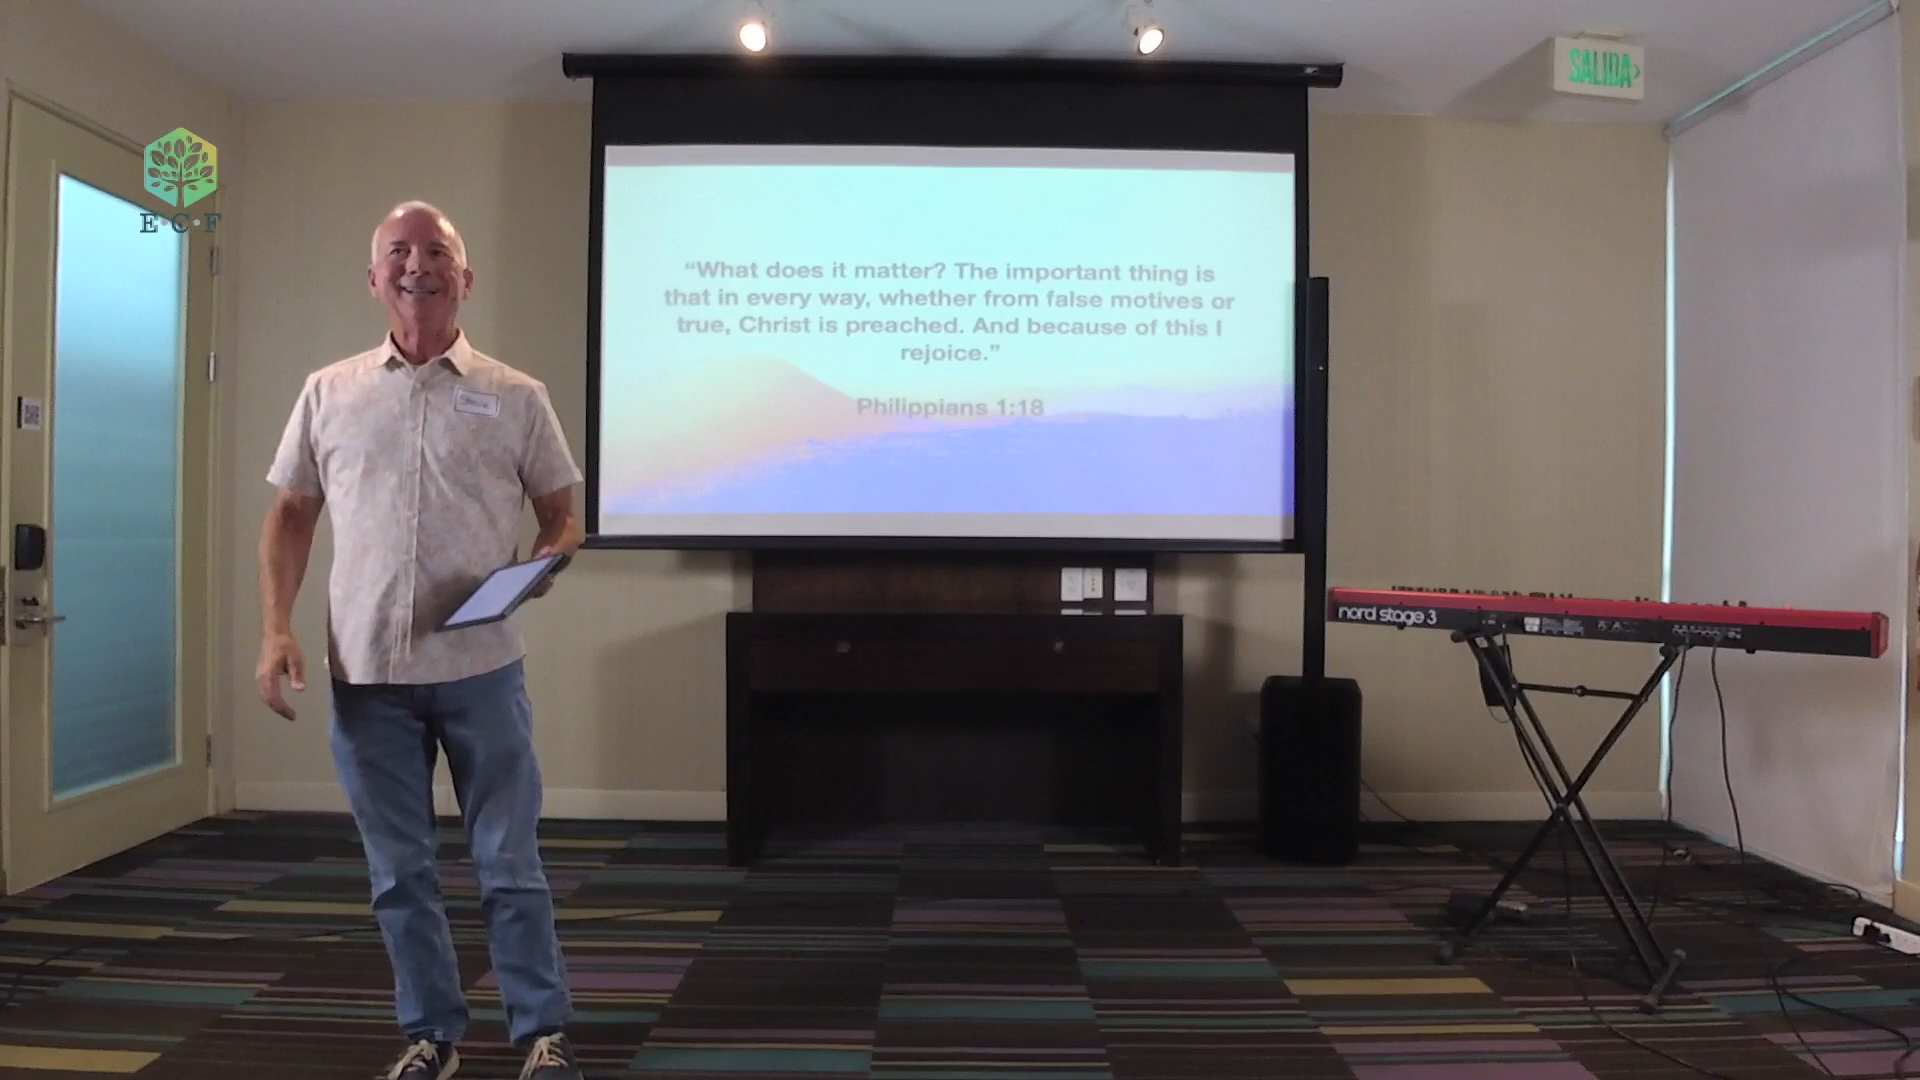 SALIDA
E·C·F
“What does it matter? The important thing is
that in every way, whether from false motives or
true, Christ is preached. And because of this I
rejoice.”
Philippians 1:18
nord stage 3